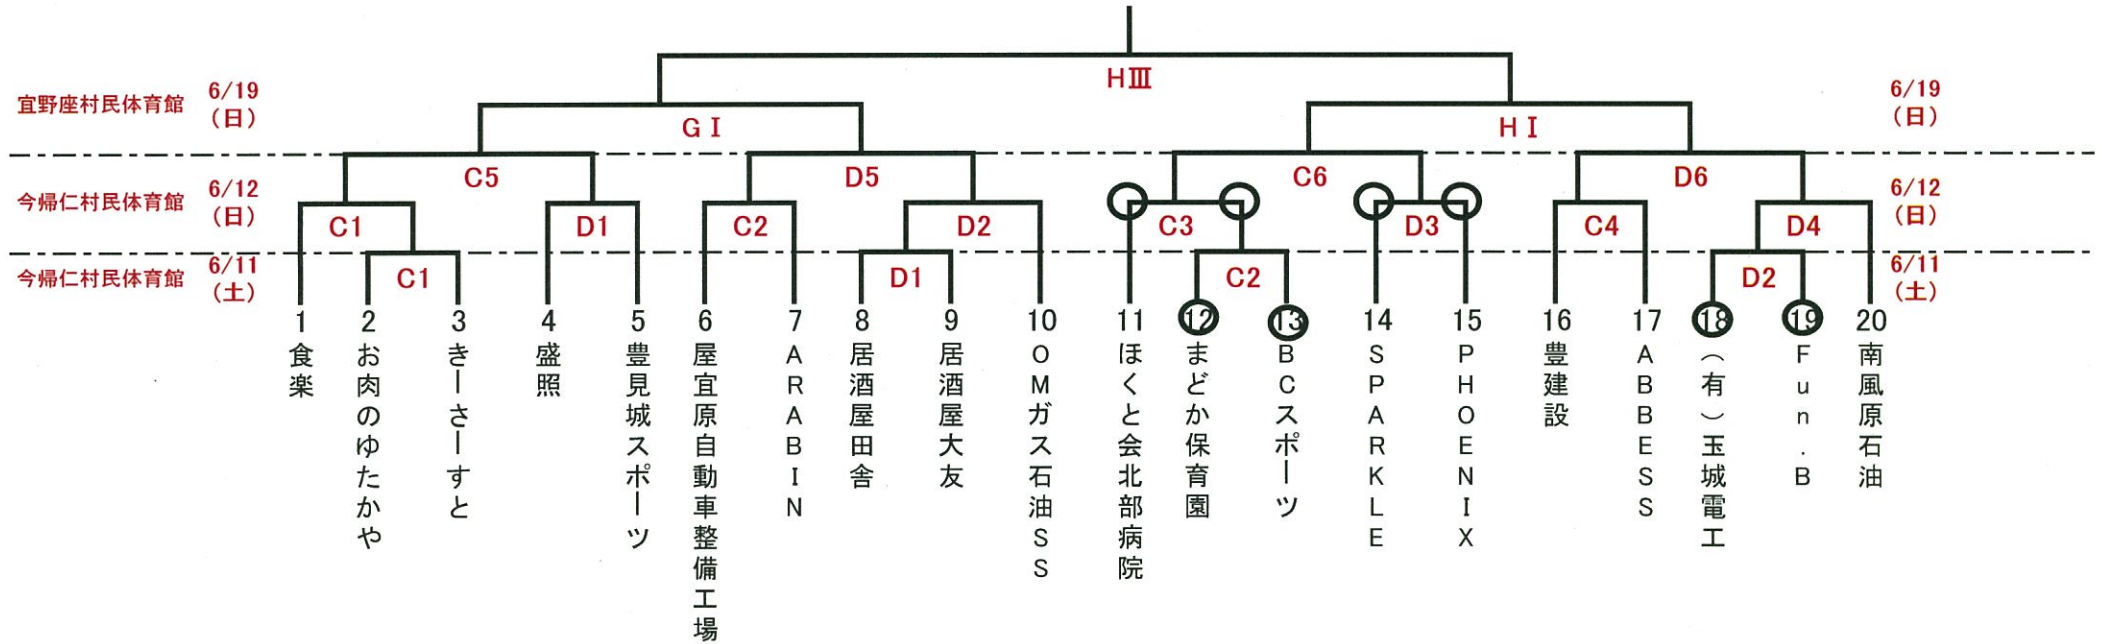 HⅢ
宜野座村民体育館 6/19 (日)
GⅠ
HⅠ
6/19 (日)
C5
D5
C6
D6
今帰仁村民体育館 6/12 (日)
C1
D1
C2
D2
C3
D3
C4
D4
6/12 (日)
今帰仁村民体育館 6/11 (土)
C1
D1
C2
D2
6/11 (土)
1 食楽
2 お肉のゆたかや
3 きーさーすと
4 盛照
5 豊見城スポーツ
6 屋宜原自動車整備工場
7 ARABIN
8 居酒屋田舎
9 居酒屋大友
10 OMガス石油SS
11 ほくと会北部病院
12 まどか保育園
13 BCスポーツ
14 SPARKLE
15 PHOENIX
16 豊建設
17 ABBESS
18 (有)玉城電工
19 Fun.B
20 南風原石油